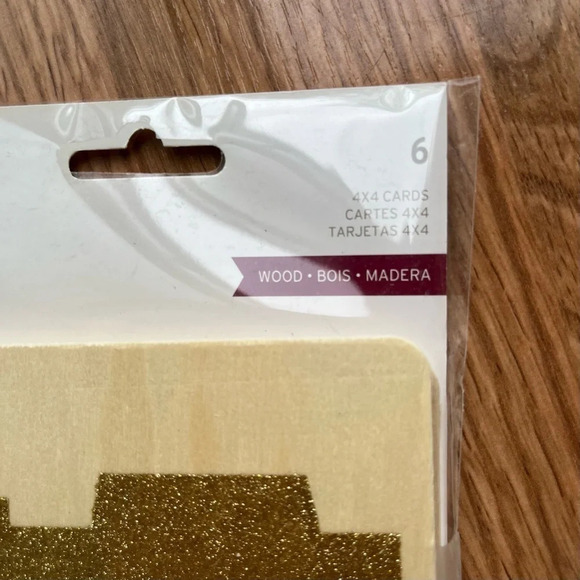 6
4X4 CARDS
CARTES 4X4
TARJETAS 4X4
WOOD • BOIS • MADERA